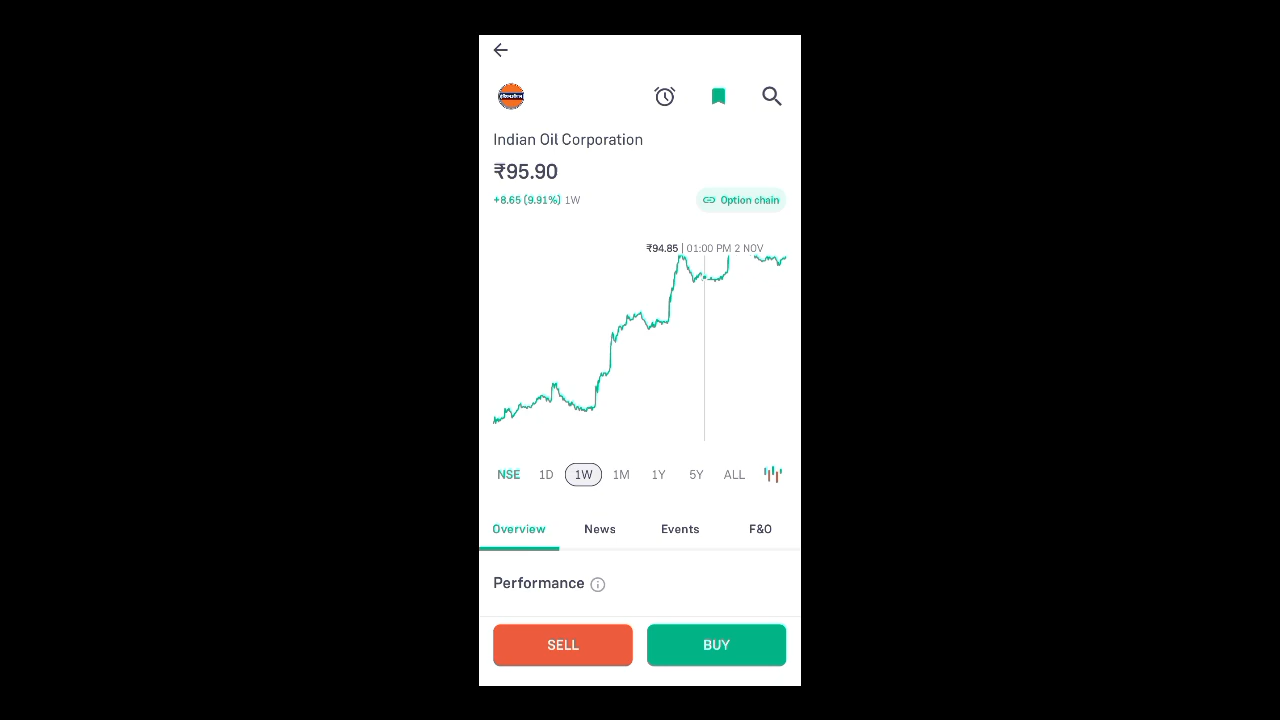 Indian Oil Corporation
₹95.90
+8.65 (9.91%) 1W
Option chain
₹94.85 | 01:00 PM 2 NOV
NSE 1D 1W 1M 1Y 5Y ALL
Overview News Events F&O
Performance
SELL BUY